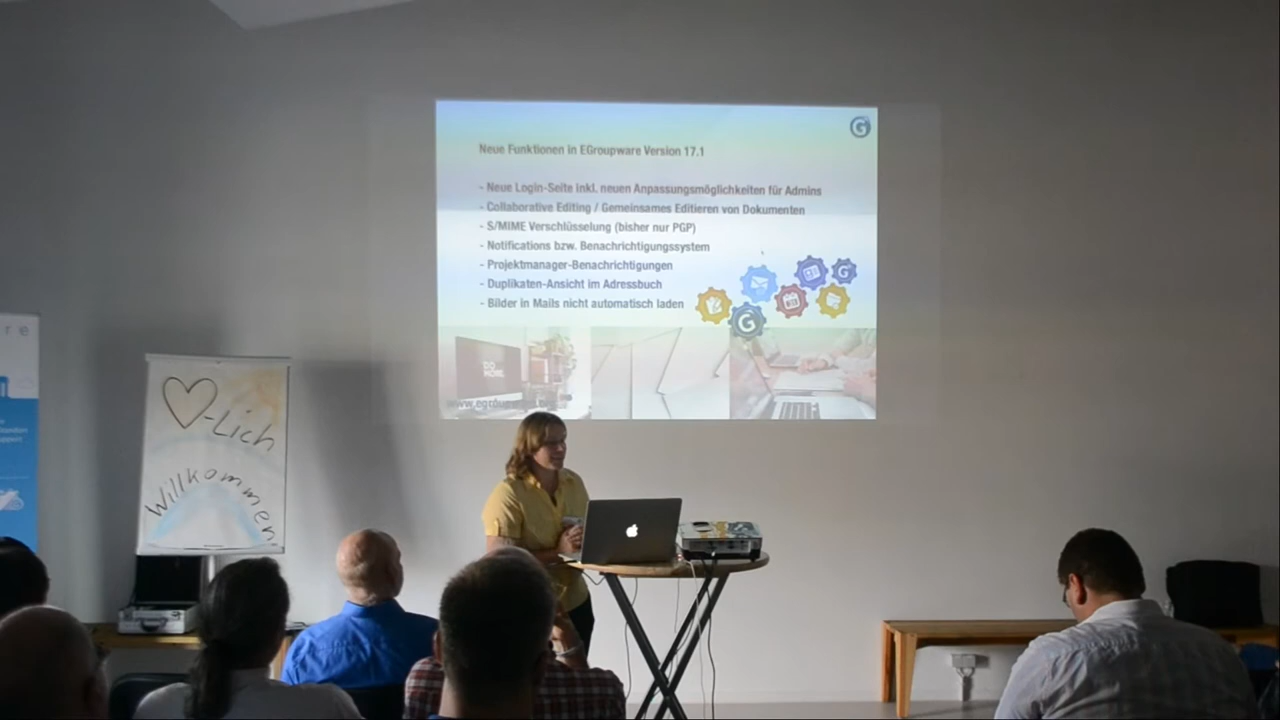 Neue Funktionen in EGroupware Version 17.1
- Neue Login-Seite inkl. neuen Anpassungsmöglichkeiten für Admins
- Collaborative Editing / Gemeinsames Editieren von Dokumenten
- S/MIME Verschlüsselung (bisher nur PGP)
- Notifications bzw. Benachrichtigungssystem
- Projektmanager-Benachrichtigungen
- Duplikaten-Ansicht im Adressbuch
- Bilder in Mails nicht automatisch laden
G
G
G
-Lich
Willkommen